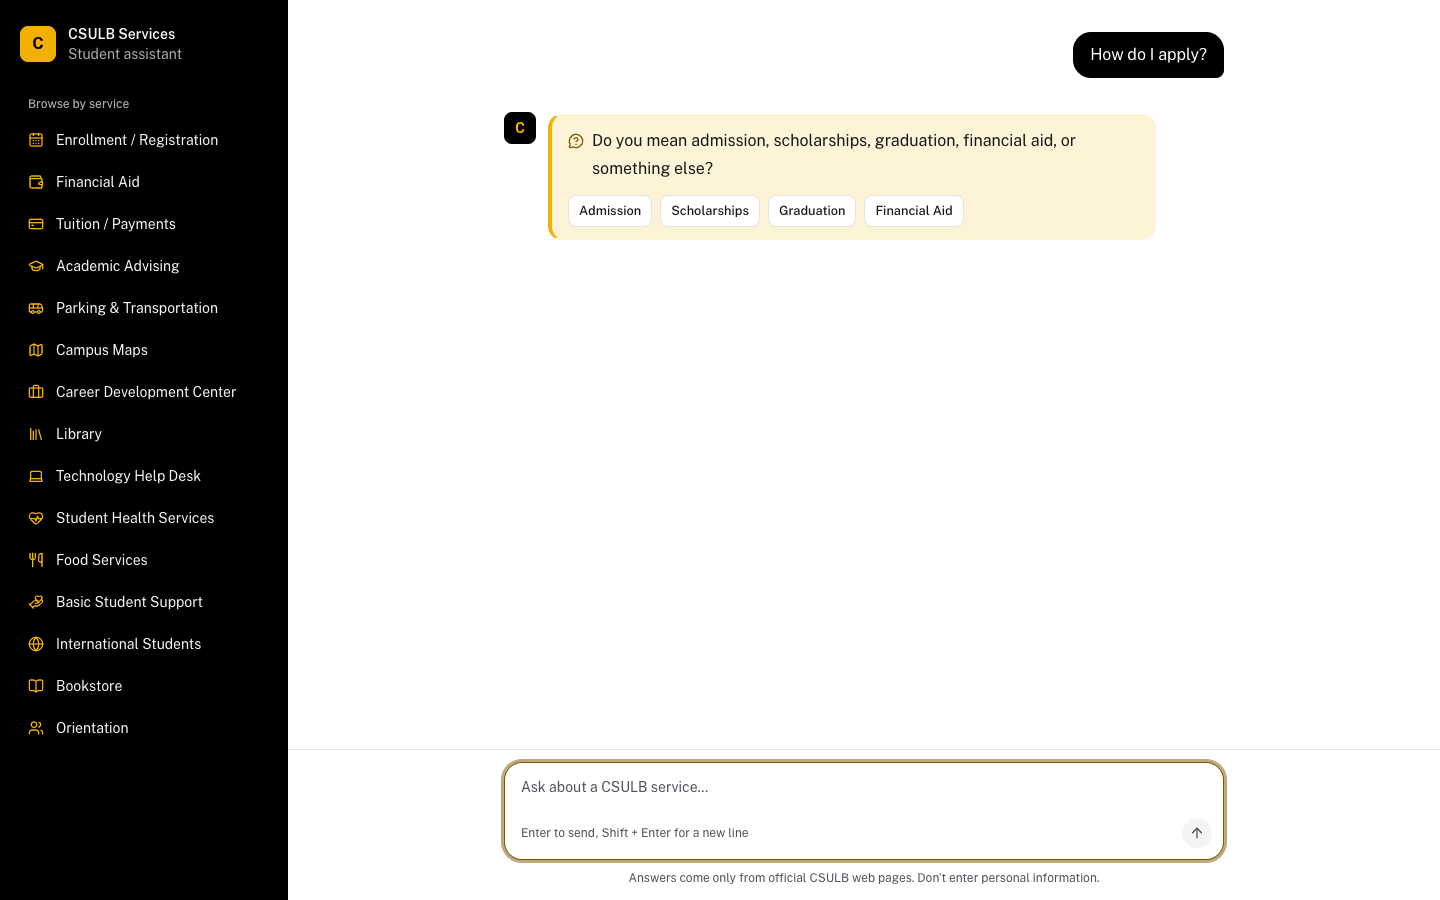 C
CSULB Services
Student assistant
Browse by service
Enrollment / Registration
Financial Aid
Tuition / Payments
Academic Advising
Parking & Transportation
Campus Maps
Career Development Center
Library
Technology Help Desk
Student Health Services
Food Services
Basic Student Support
International Students
Bookstore
Orientation
How do I apply?
C
Do you mean admission, scholarships, graduation, financial aid, or
something else?
Admission
Scholarships
Graduation
Financial Aid
Ask about a CSULB service...
Enter to send, Shift + Enter for a new line
Answers come only from official CSULB web pages. Don't enter personal information.